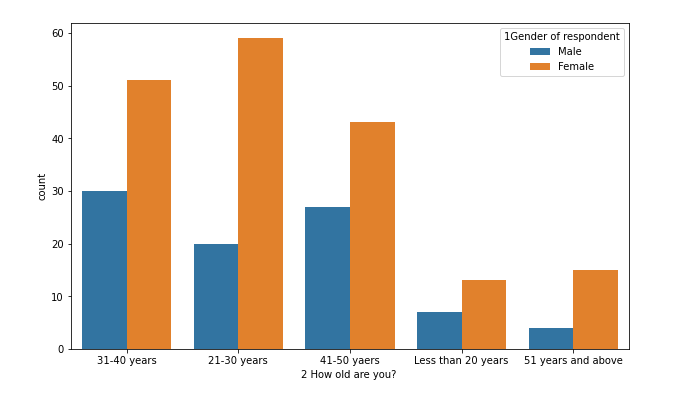 1Gender of respondent
Male
Female
60
50
40
30
20
10
0
count
31-40 years
21-30 years
41-50 yaers
Less than 20 years
51 years and above
2 How old are you?